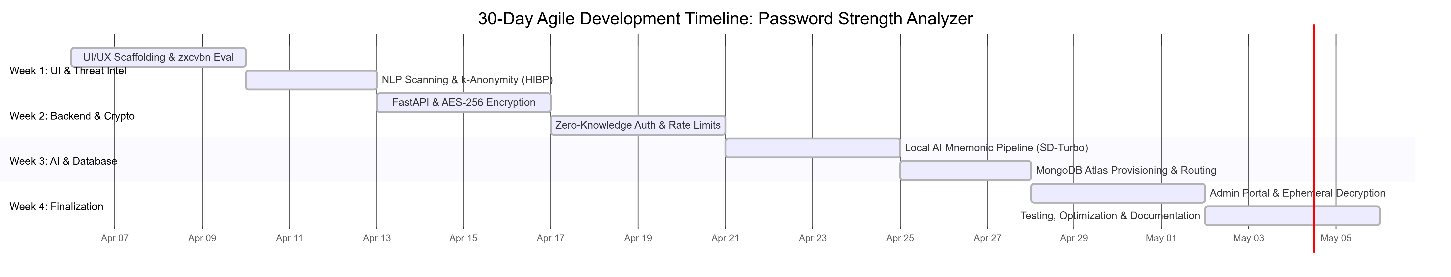 30-Day Agile Development Timeline: Password Strength Analyzer
UI/UX Scaffolding & zxcvbn Eval
Week 1: UI & Threat Intel
NLP Scanning & k-Anonymity (HIBP)
FastAPI & AES-256 Encryption
Week 2: Backend & Crypto
Zero-Knowledge Auth & Rate Limits
Local AI Mnemonic Pipeline (SD-Turbo)
Week 3: AI & Database
MongoDB Atlas Provisioning & Routing
Admin Portal & Ephemeral Decryption
Week 4: Finalization
Testing, Optimization & Documentation
Apr 07 Apr 09 Apr 11 Apr 13 Apr 15 Apr 17 Apr 19 Apr 21 Apr 23 Apr 25 Apr 27 Apr 29 May 01 May 03 May 05